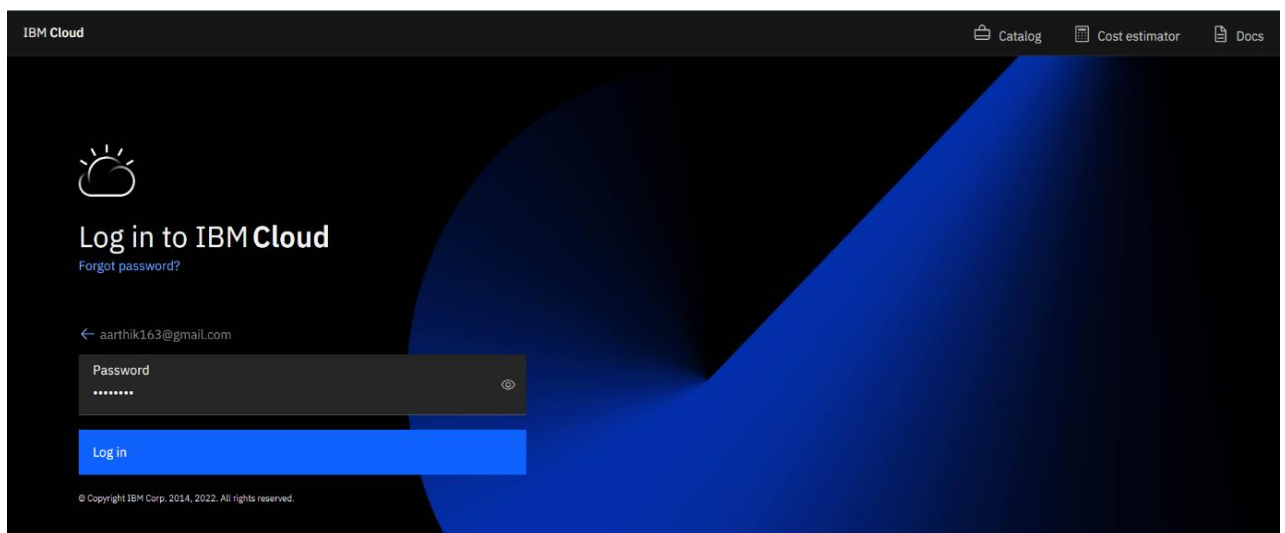 IBM Cloud
Catalog
Cost estimator
Docs
Log in to IBM Cloud
Forgot password?
← aarthik163@gmail.com
Password
••••••••
Log in
© Copyright IBM Corp. 2014, 2022. All rights reserved.